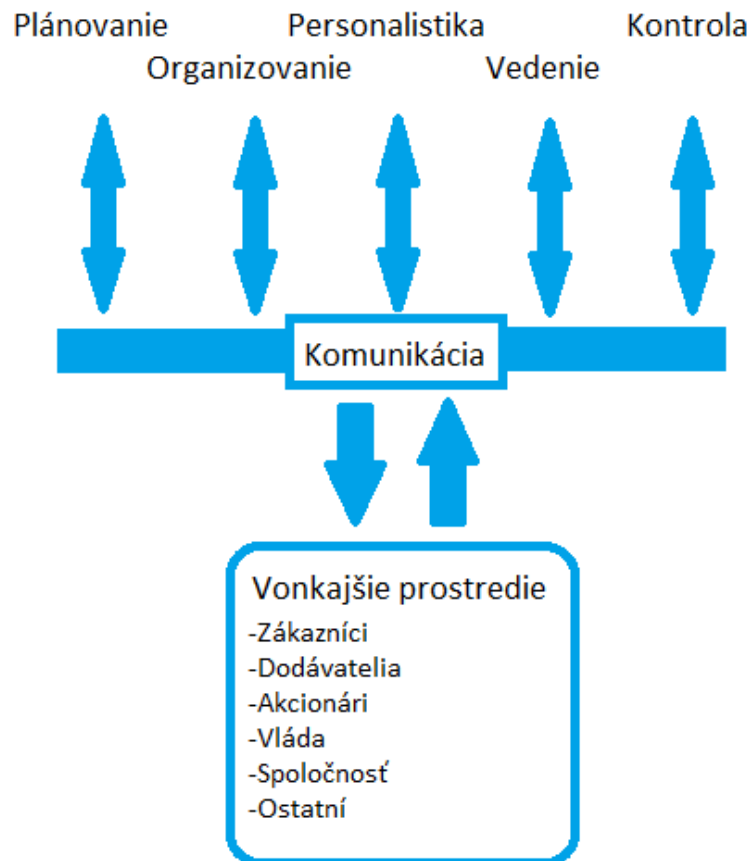 Plánovanie Personalistika Kontrola
Organizovanie Vedenie
Komunikácia
Vonkajšie prostredie
-Zákazníci
-Dodávatelia
-Akcionári
-Vláda
-Spoločnosť
-Ostatní